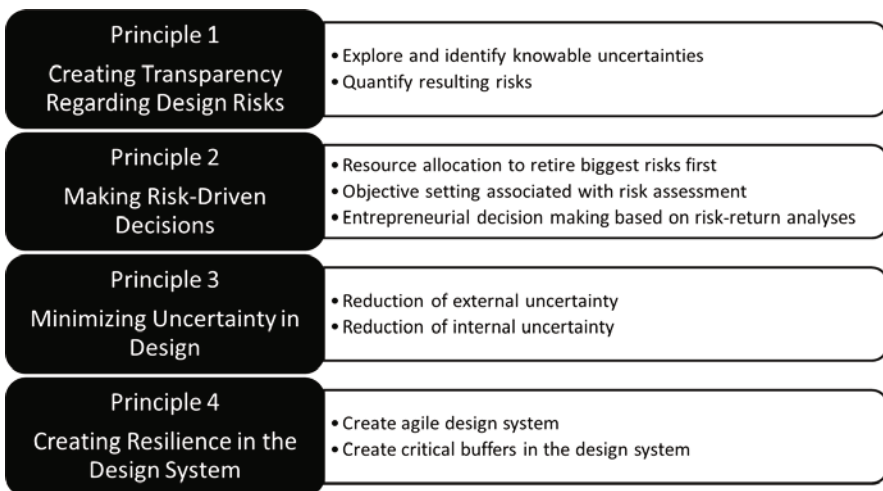 Principle 1
Creating Transparency
Regarding Design Risks
• Explore and identify knowable uncertainties
• Quantify resulting risks
Principle 2
Making Risk-Driven
Decisions
• Resource allocation to retire biggest risks first
• Objective setting associated with risk assessment
• Entrepreneurial decision making based on risk-return analyses
Principle 3
Minimizing Uncertainty in
Design
• Reduction of external uncertainty
• Reduction of internal uncertainty
Principle 4
Creating Resilience in the
Design System
• Create agile design system
• Create critical buffers in the design system